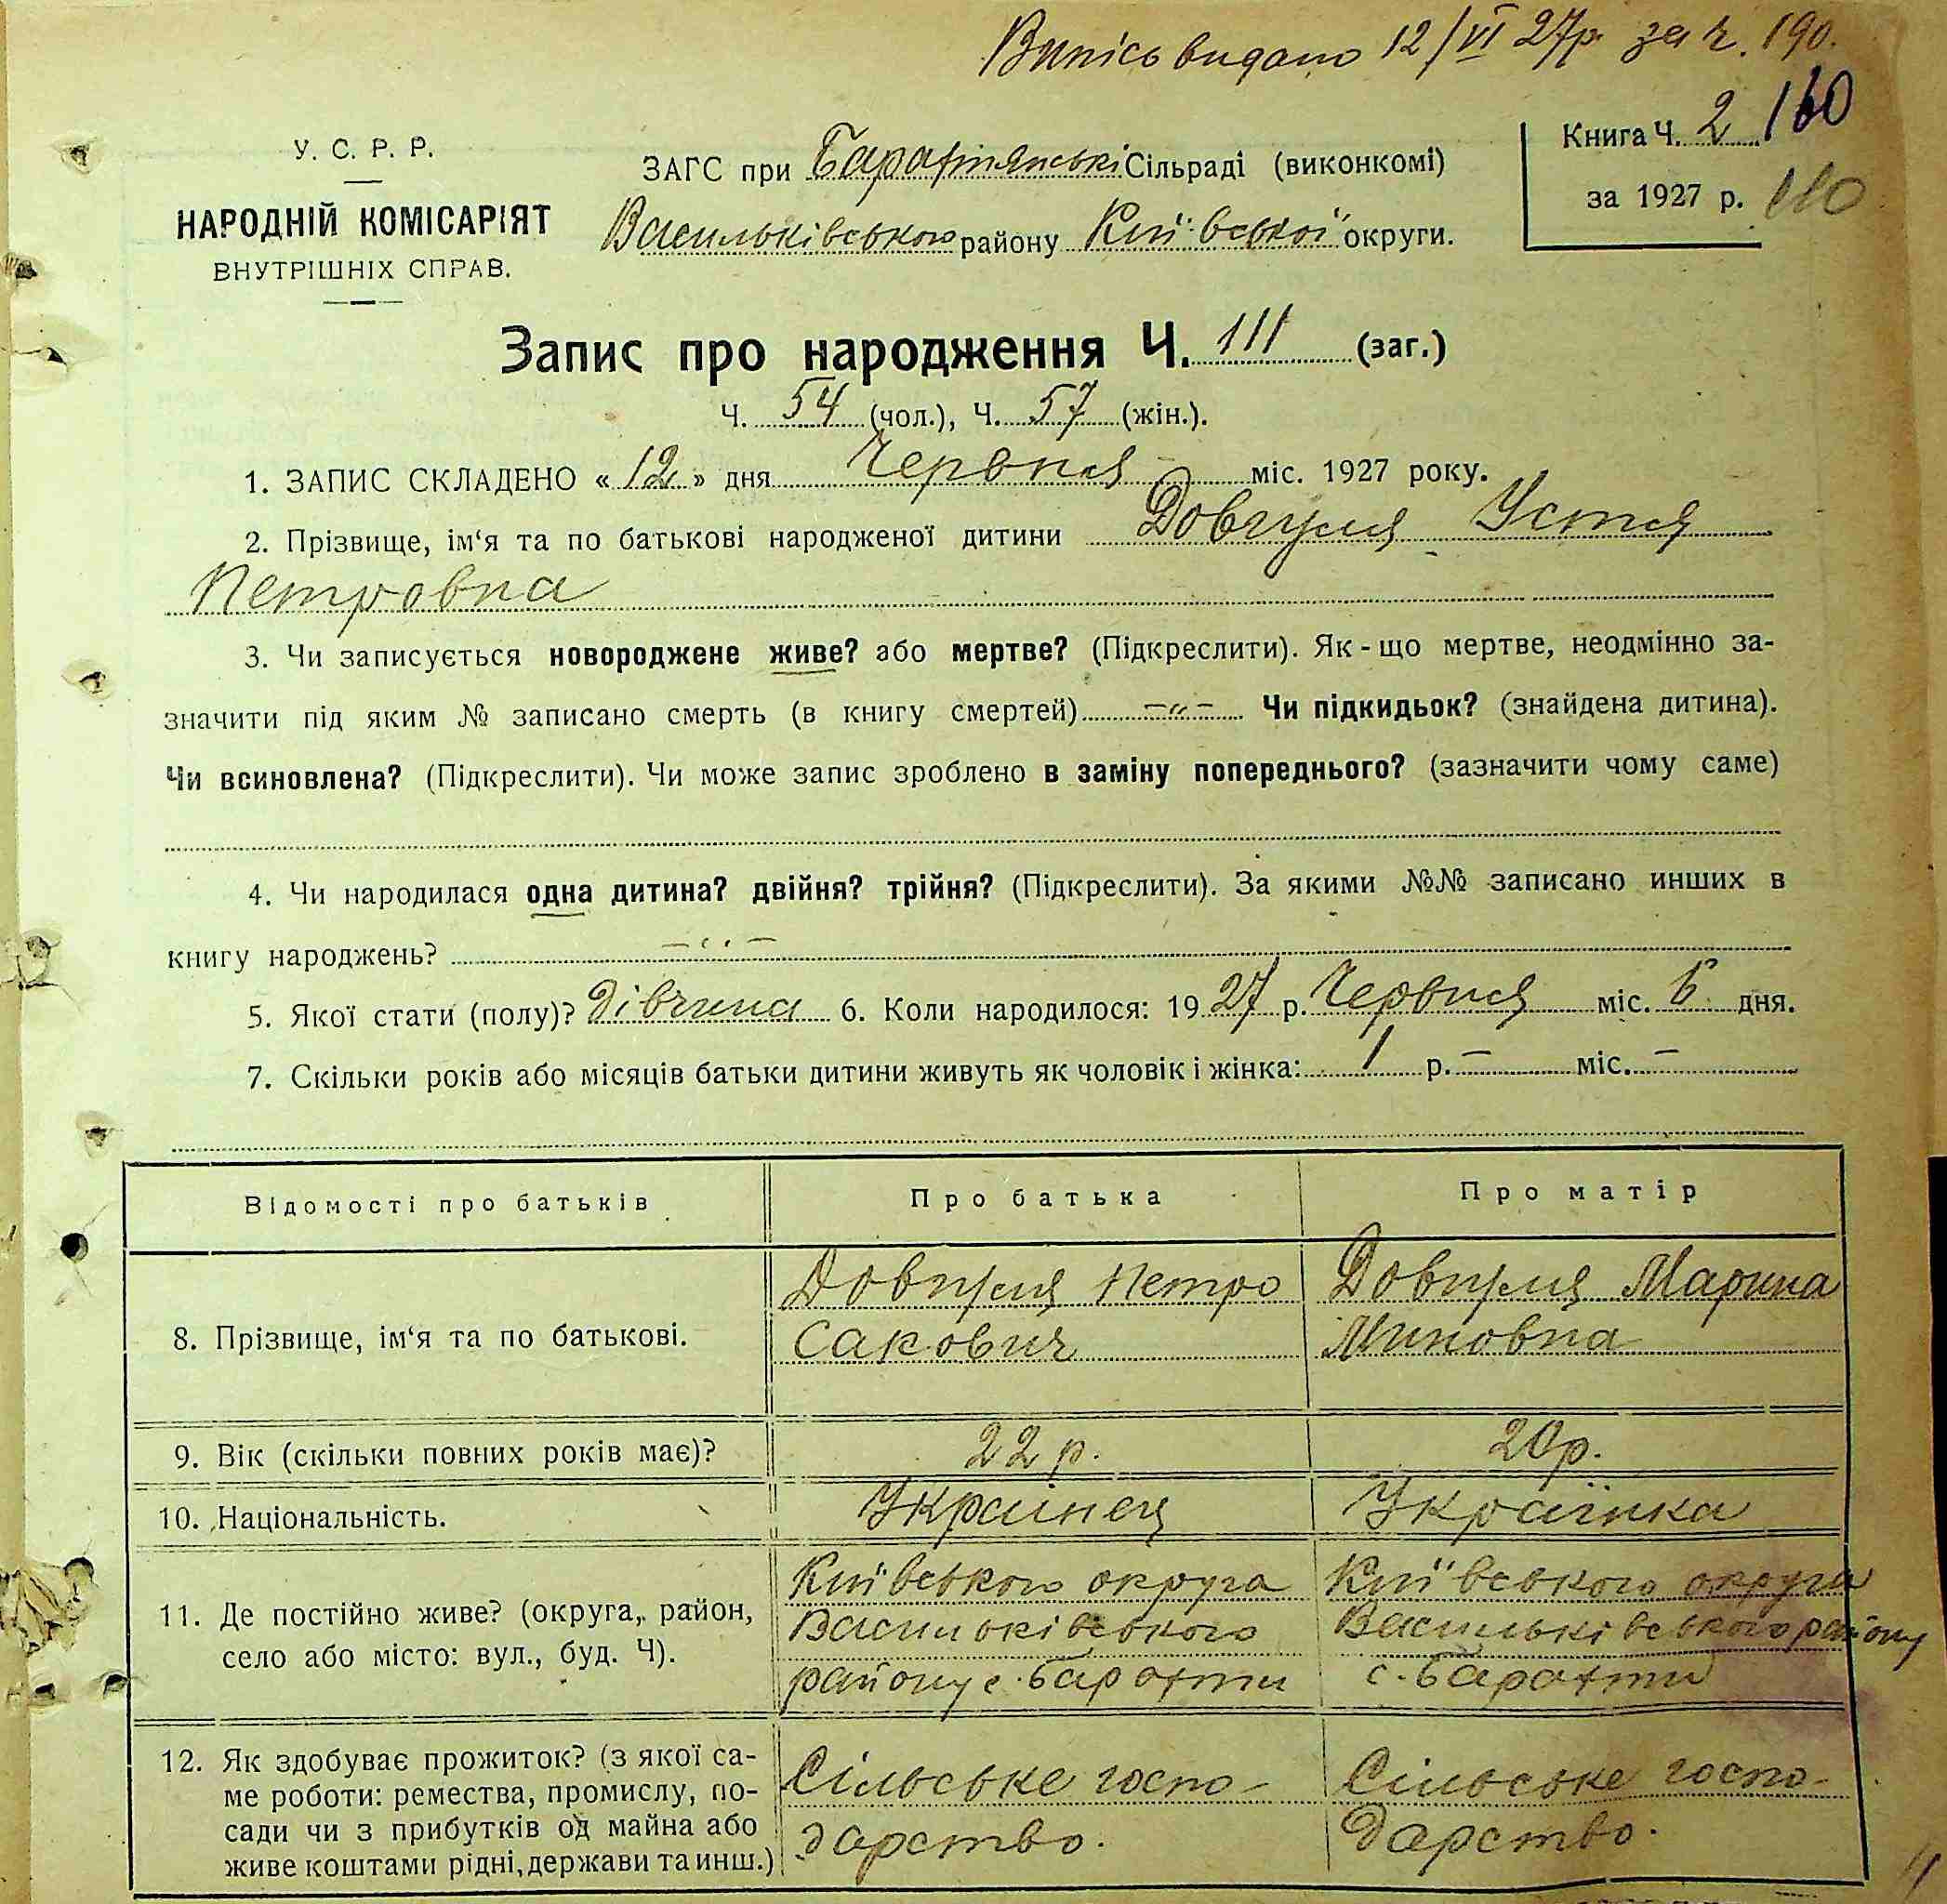 Випісь видано 12/VI 27р. за ч. 190.
У. С. Р. Р.
НАРОДНІЙ КОМІСАРІЯТ
ВНУТРІШНІХ СПРАВ.
ЗАГС при Барахтянські Сільраді (виконкомі)
Васильківського району Київської округи.
Книга Ч. 2 160
за 1927 р. 110
Запис про народження Ч. 111 (заг.)
Ч. 54 (чол.), Ч. 57 (жін.).
1. ЗАПИС СКЛАДЕНО « 12 » дня Червня міс. 1927 року.
2. Прізвище, ім‘я та по батькові народженої дитини Довгуля Устя
Петровна
3. Чи записується новороджене живе? або мертве? (Підкреслити). Як-що мертве, неодмінно за-
значити під яким № записано смерть (в книгу смертей) —„— Чи підкидьок? (знайдена дитина).
Чи всиновлена? (Підкреслити). Чи може запис зроблено в заміну попереднього? (зазначити чому саме)
4. Чи народилася одна дитина? двійня? трійня? (Підкреслити). За якими №№ записано инших в
книгу народжень? —„—
5. Якої стати (полу)? дівчина 6. Коли народилося: 1927 р. Червня міс. 6 дня.
7. Скільки років або місяців батьки дитини живуть як чоловік і жінка: 1 р. — міс. —
Відомості про батьків
Про батька
Про матір
8. Прізвище, ім‘я та по батькові.
Довгуля Петро
Сакович
Довгуля Марина
Миновна
9. Вік (скільки повних років має)?
22 р.
20 р.
10. Національність.
Українец
Українка
11. Де постійно живе? (округа, район,
село або місто: вул., буд. Ч).
Київського округа
Васильківського
району с. Барахти
Київського округа
Васильківського району
с. Барахти
12. Як здобуває прожиток? (з якої са-
ме роботи: ремества, промислу, по-
сади чи з прибутків од майна або
живе коштами рідні, держави та инш.)
Сільське госпо-
дарство.
Сільське госпо-
дарство.